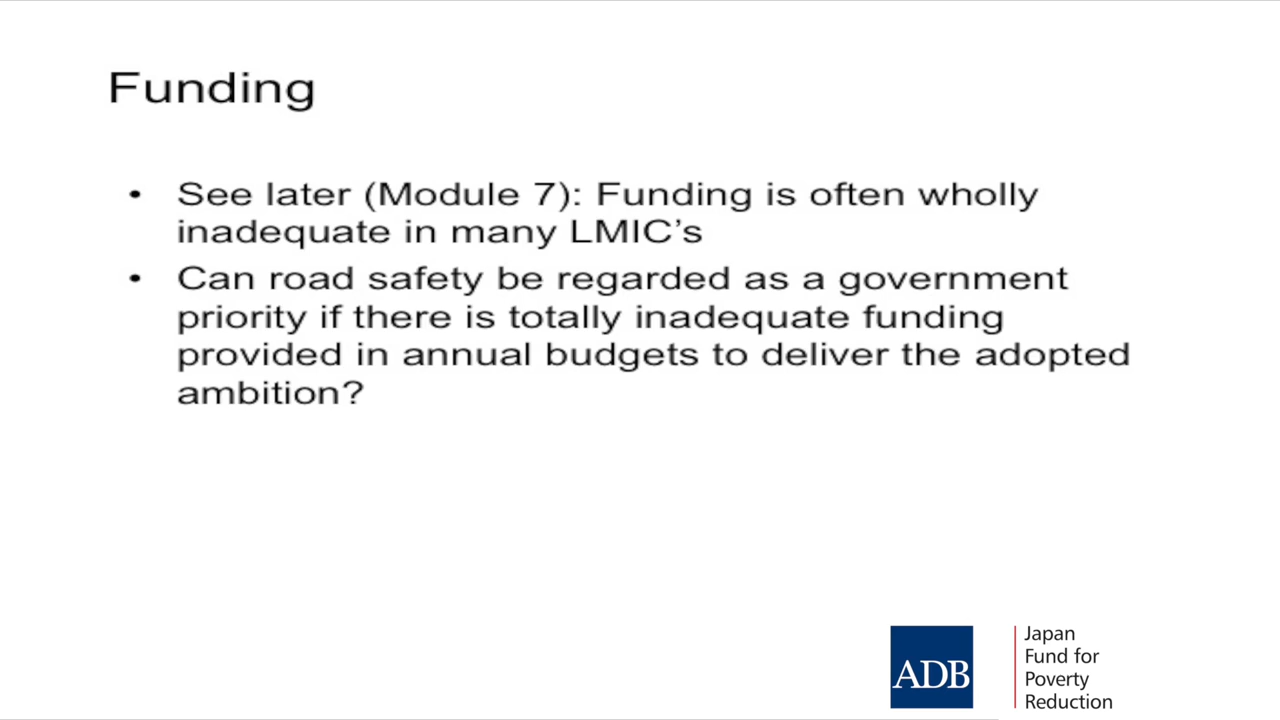 Funding
• See later (Module 7): Funding is often wholly
inadequate in many LMIC's
• Can road safety be regarded as a government
priority if there is totally inadequate funding
provided in annual budgets to deliver the adopted
ambition?
ADB
Japan
Fund for
Poverty
Reduction